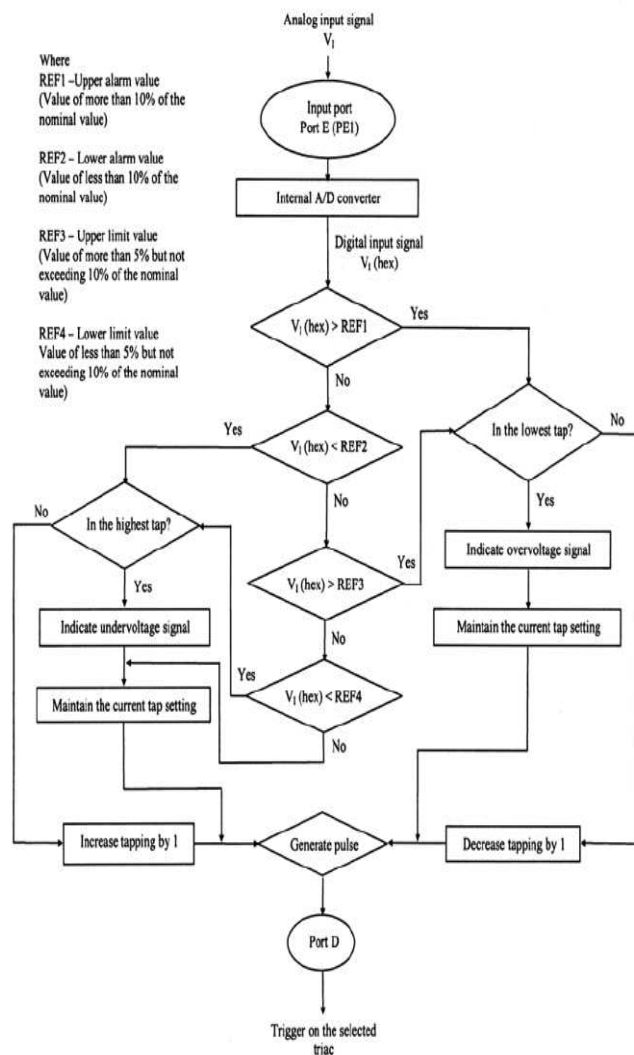 Analog input signal
V₁
Where
REF1 –Upper alarm value
(Value of more than 10% of the
nominal value)
REF2 – Lower alarm value
(Value of less than 10% of the
nominal value)
REF3 – Upper limit value
(Value of more than 5% but not
exceeding 10% of the nominal
value)
REF4 – Lower limit value
Value of less than 5% but not
exceeding 10% of the nominal
value)
Input port
Port E (PE1)
Internal A/D converter
Digital input signal
V₁ (hex)
V₁ (hex) > REF1
Yes
No
In the lowest tap?
No
Yes
V₁ (hex) < REF2
Yes
No
In the highest tap?
No
Yes
Indicate overvoltage signal
V₁ (hex) > REF3
Yes
No
Indicate undervoltage signal
Maintain the current tap setting
Yes
V₁ (hex) < REF4
No
Maintain the current tap setting
Increase tapping by 1
Generate pulse
Decrease tapping by 1
Port D
Trigger on the selected
triac